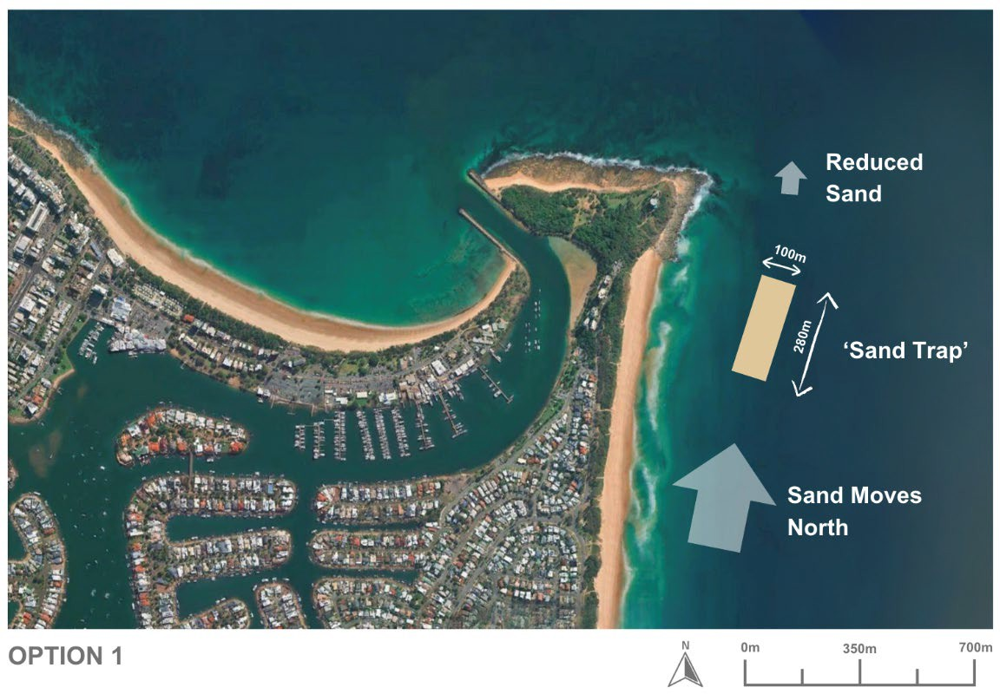 Reduced
Sand
100m
280m
‘Sand Trap’
Sand Moves
North
OPTION 1
N
0m
350m
700m